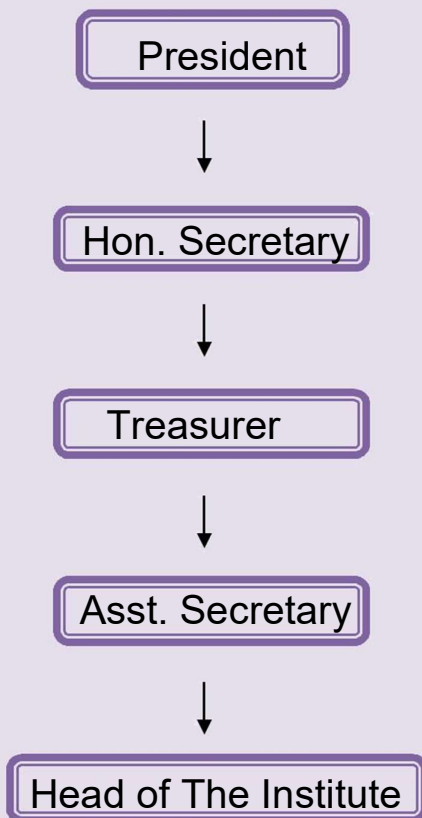 President
Hon. Secretary
Treasurer
Asst. Secretary
Head of The Institute